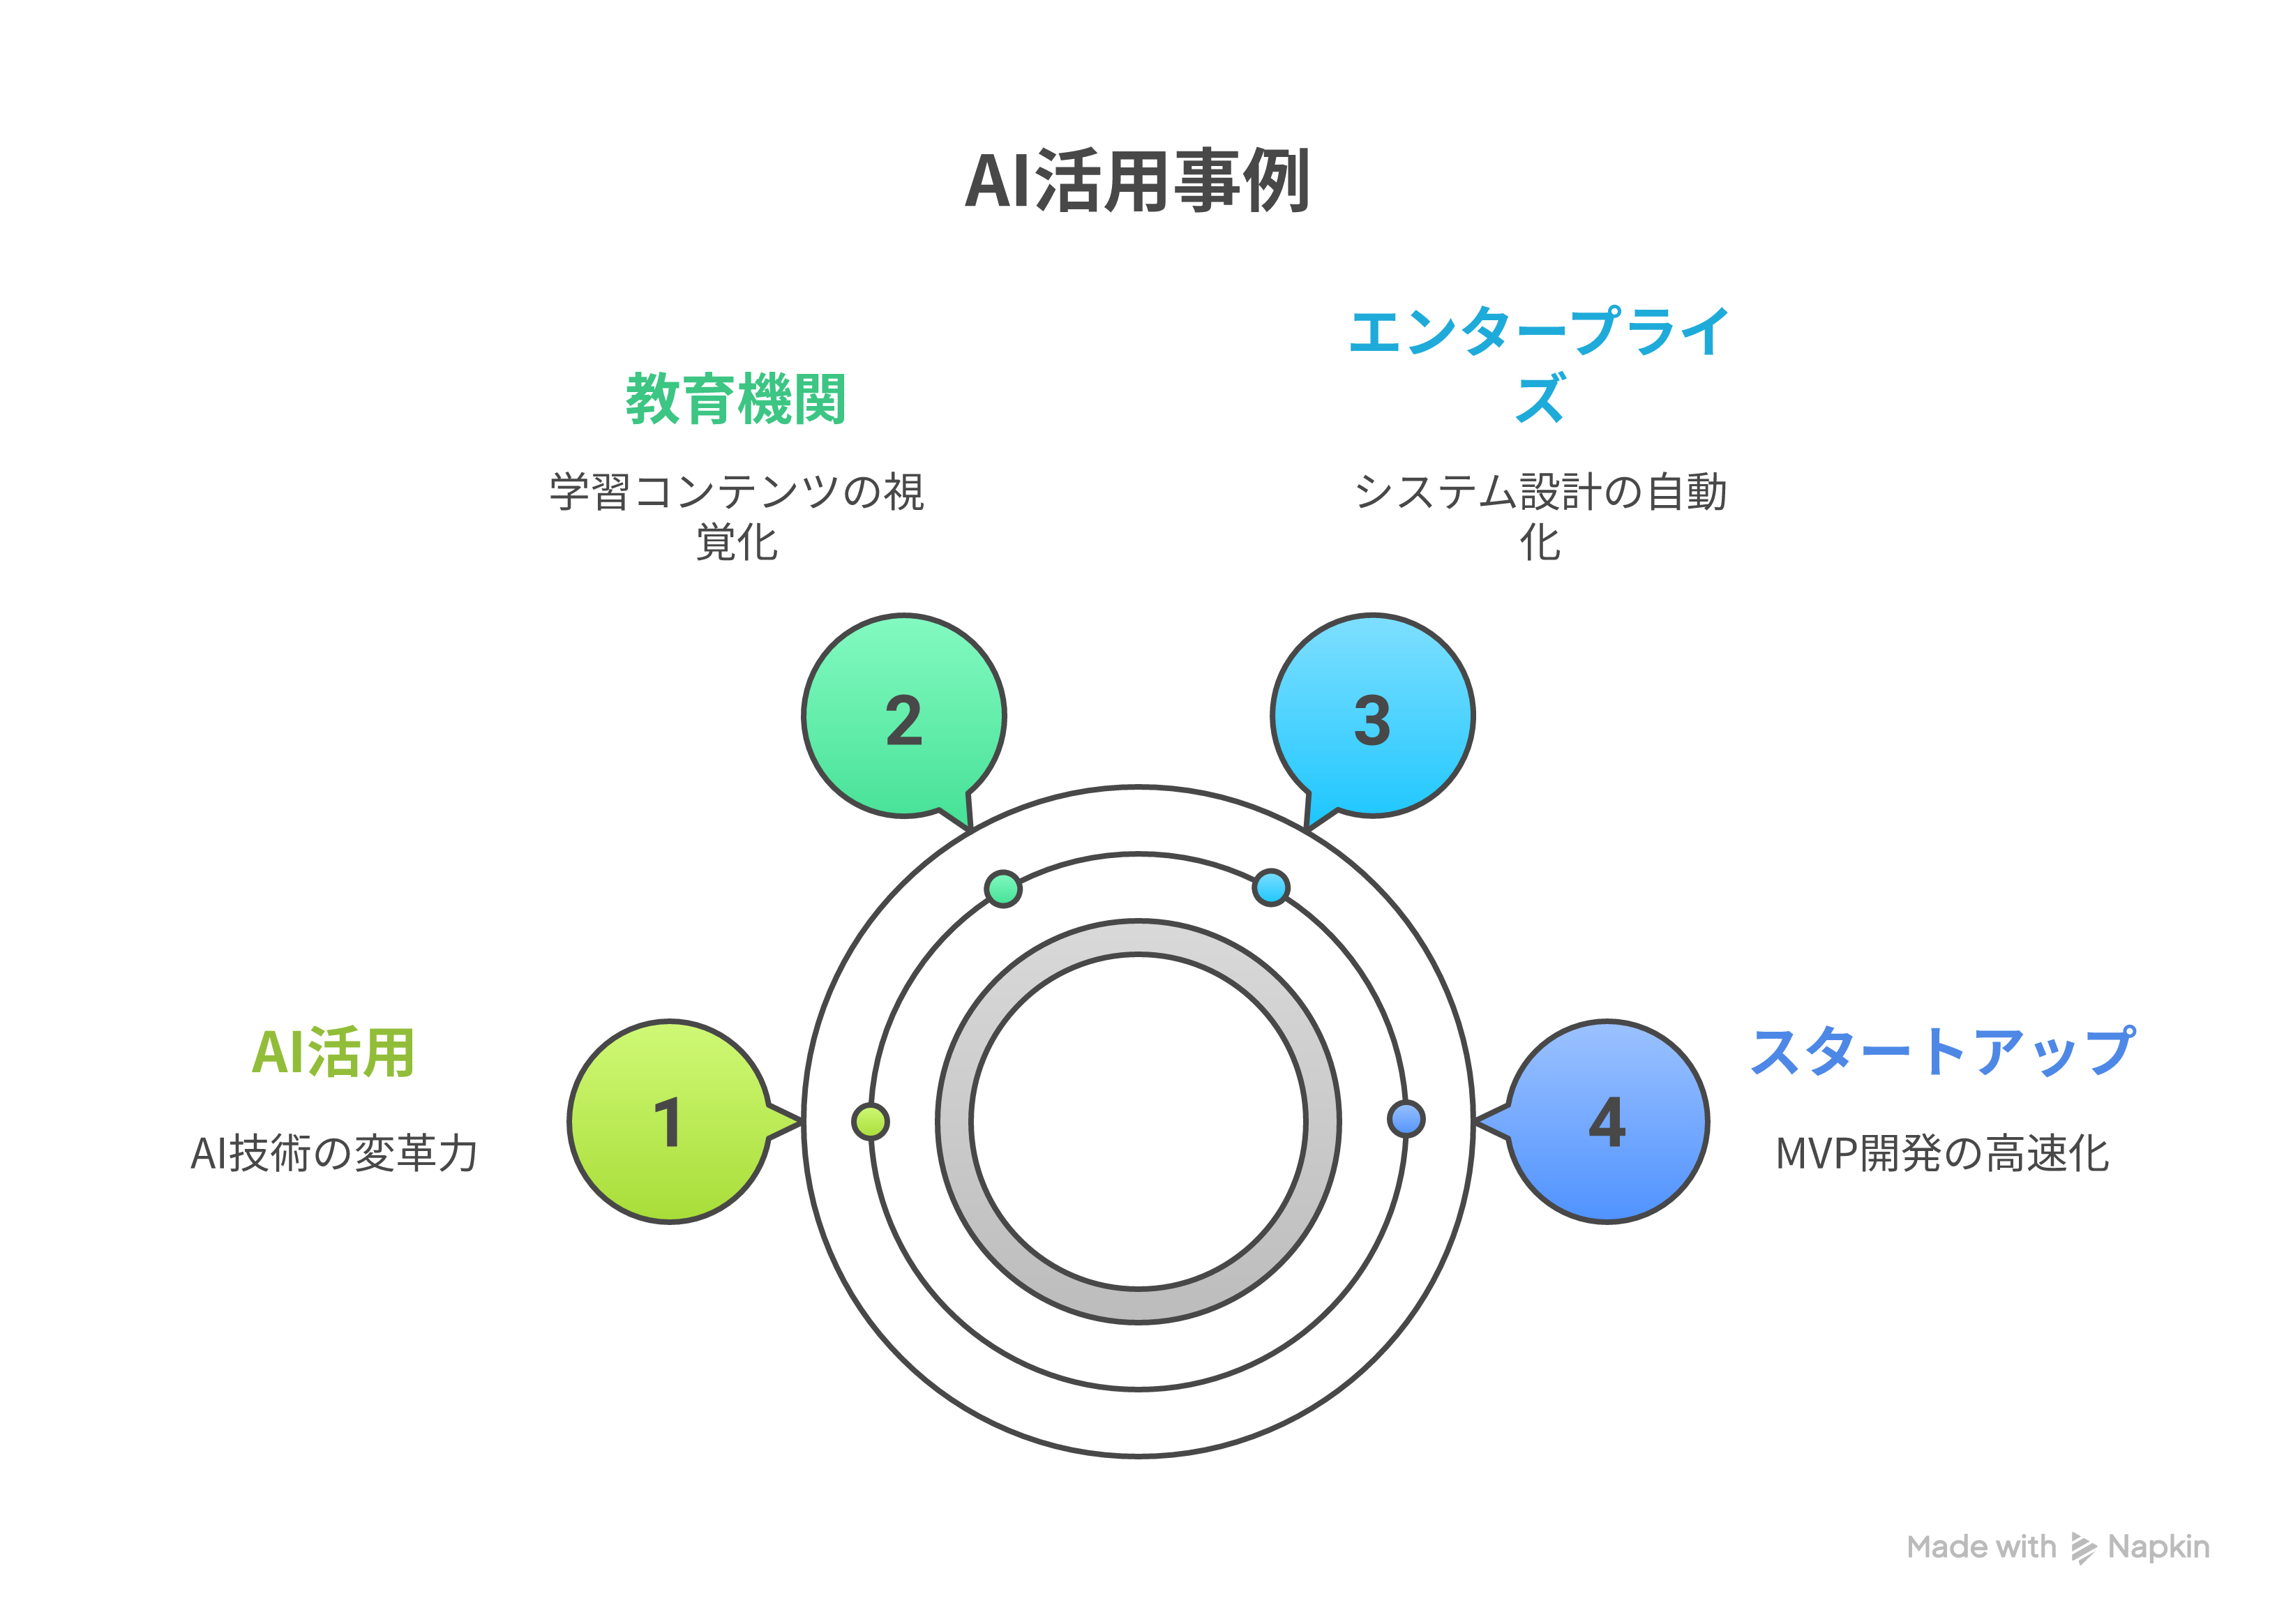 AI活用事例
教育機関
学習コンテンツの視
覚化
エンタープライ
ズ
システム設計の自動
化
2
3
AI活用
AI技術の変革力
1
4
スタートアップ
MVP開発の高速化
Made with Napkin